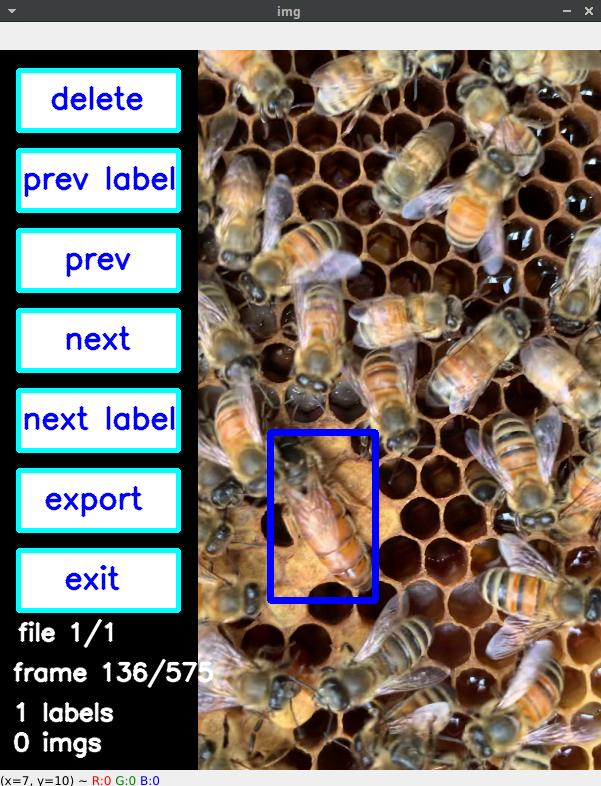 img
delete
prev label
prev
next
next label
export
exit
file 1/1
frame 136/575
1 labels
0 imgs
(x=7, y=10) ~ R:0 G:0 B:0